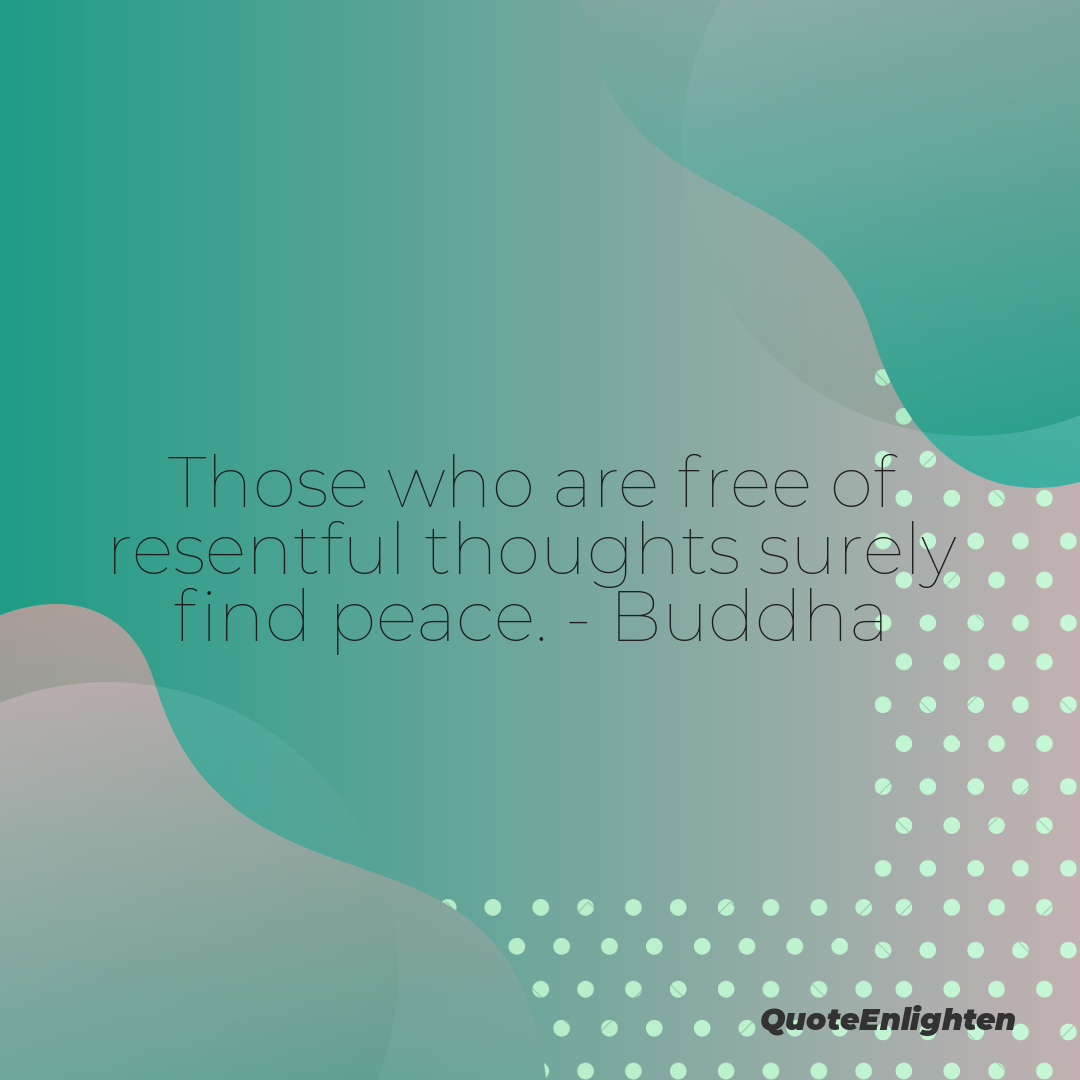 Those who are free of
resentful thoughts surely
find peace. - Buddha
QuoteEnlighten